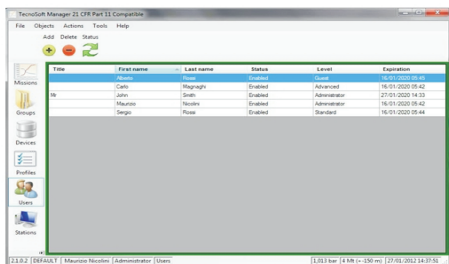 TecnoSoft Manager 21 CFR Part 11 Compatible
File Objects Actions Tools Help
Add Delete Status
Title First name Last name Status Level Expiration
Alberto Rossi Enabled Guest 16/01/2020 05:45
Carlo Magnaghi Enabled Advanced 16/01/2020 05:42
Mr John Smith Enabled Administrator 27/01/2020 14:33
Maurizio Nicolini Enabled Administrator 16/01/2020 05:42
Sergio Rossi Enabled Standard 16/01/2020 05:44
Missions
Groups
Devices
Profiles
Users
Stations
2.1.0.2 DEFAULT Maurizio Nicolini Administrator Users 1,013 bar 4 Mt (= -150 m) 27/01/2012 14:37:51